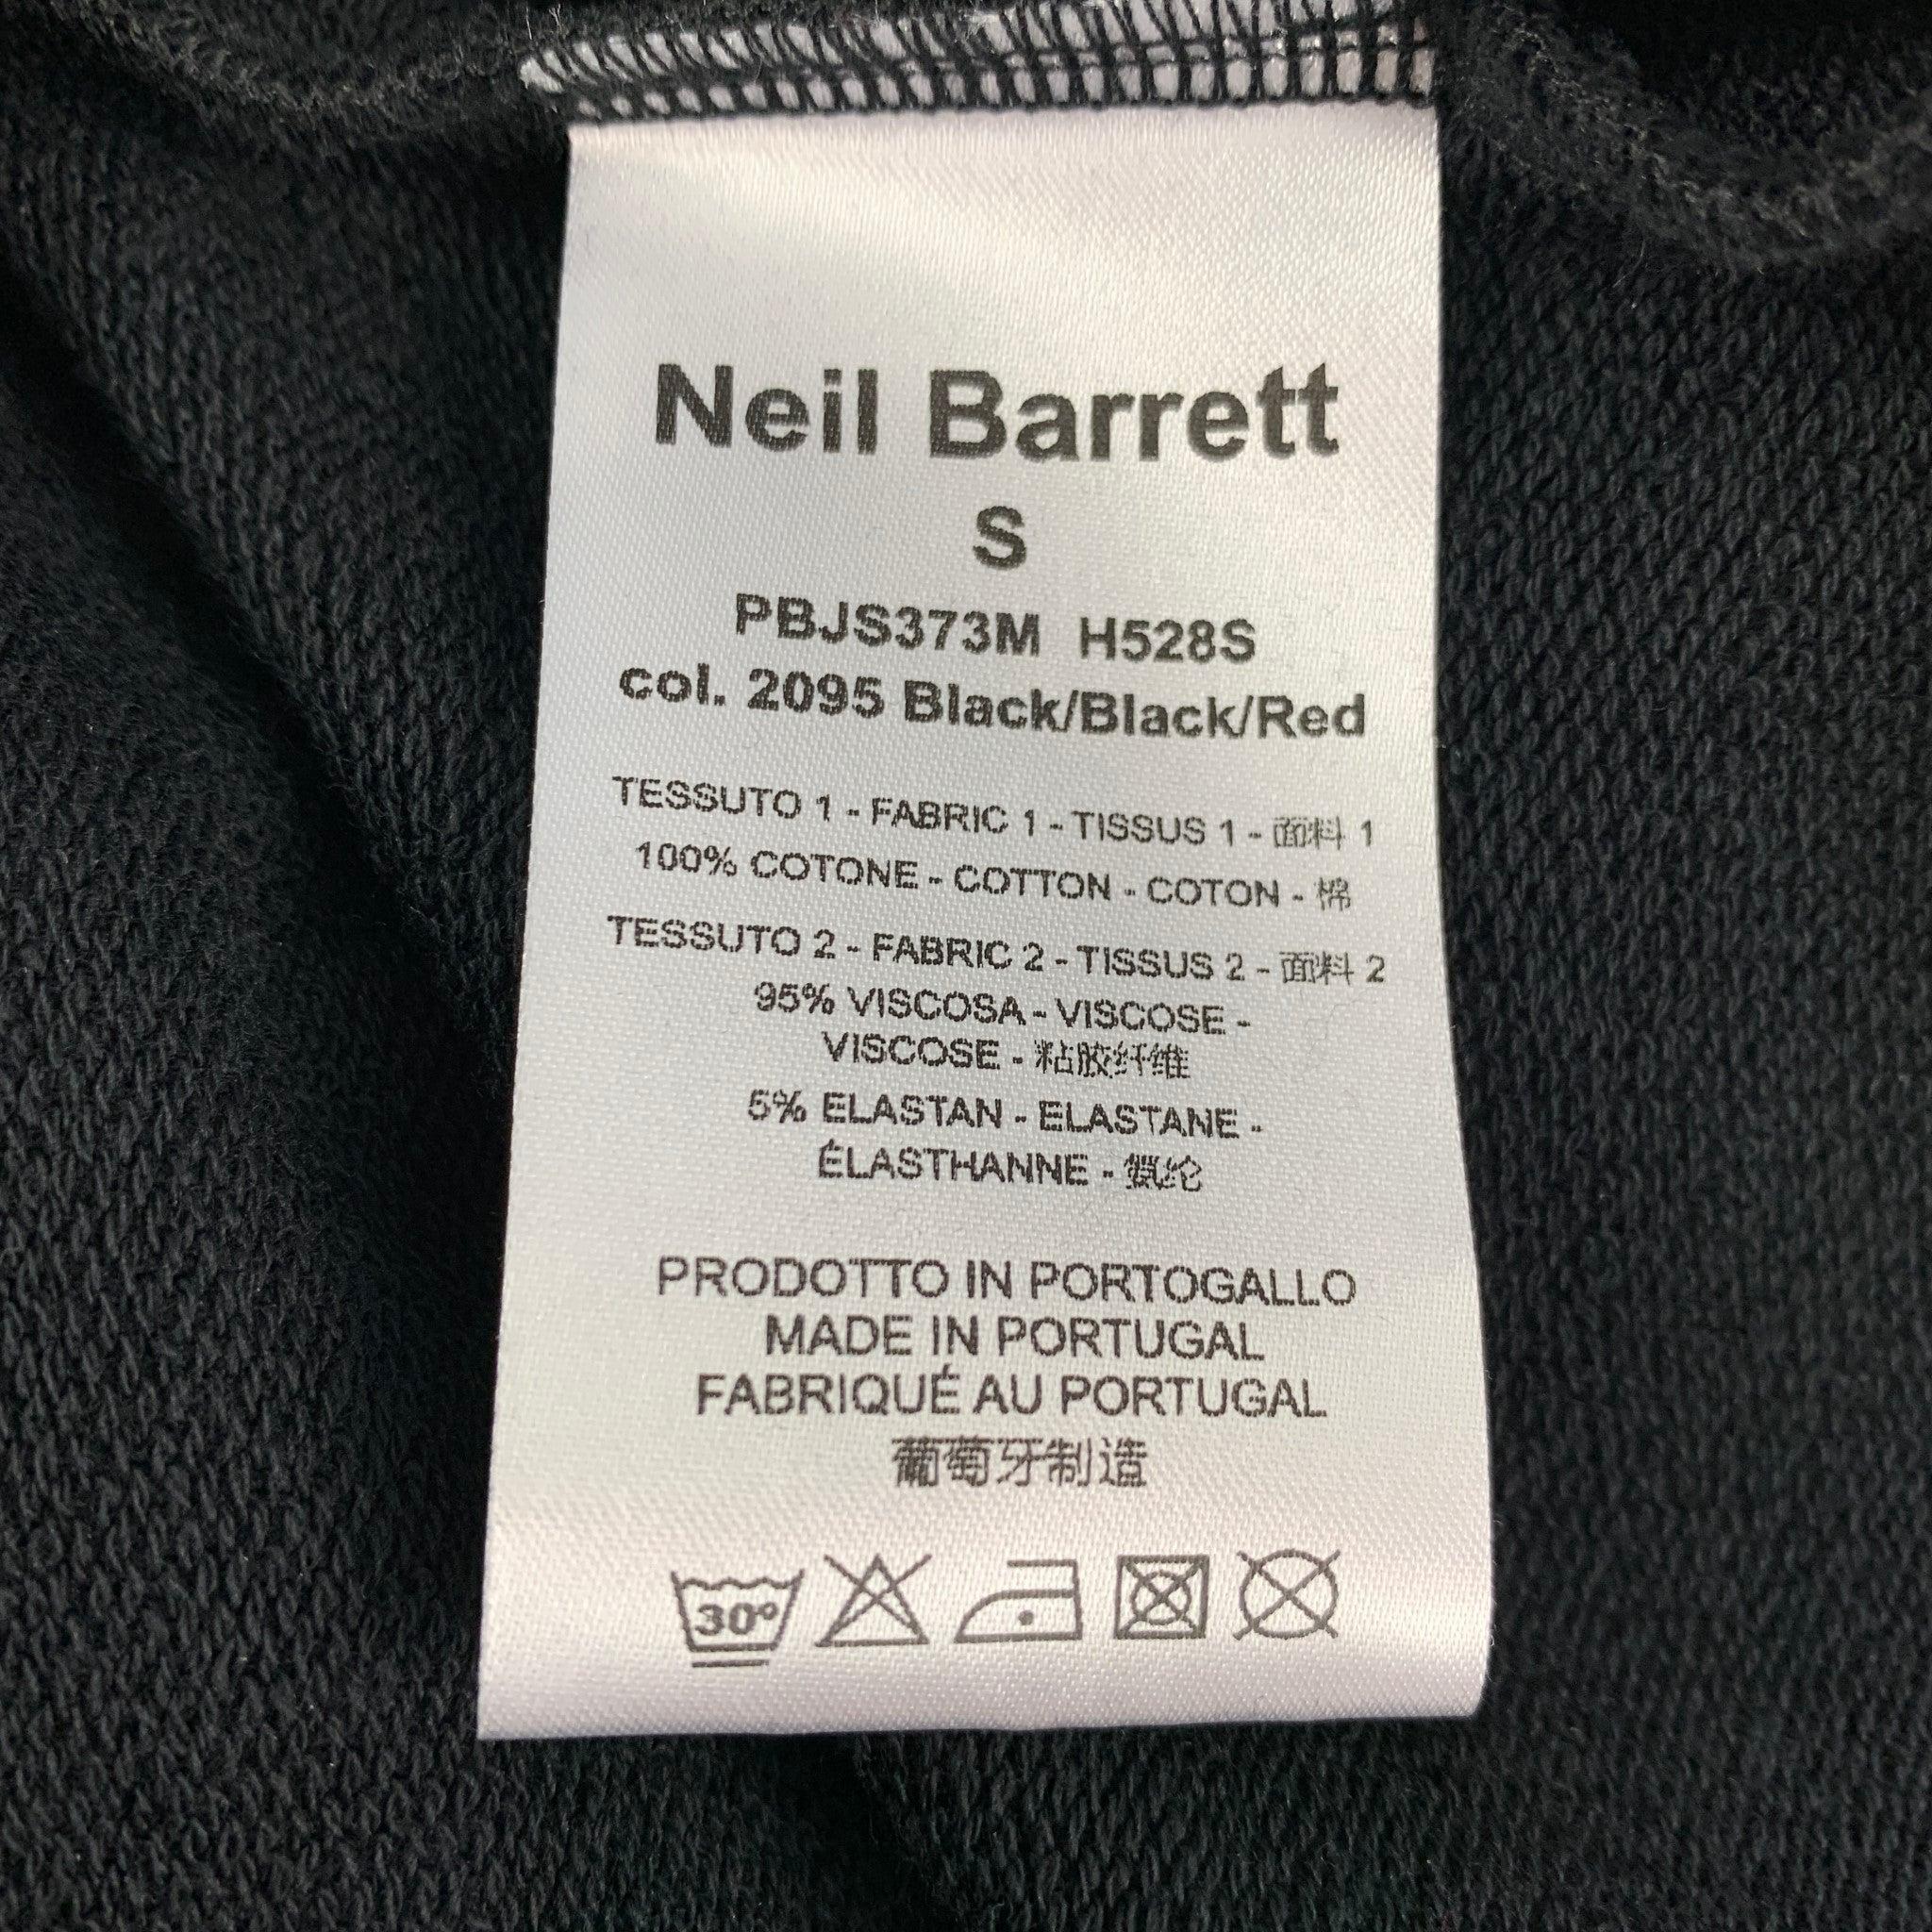 Neil Barrett
S
PBJS373M H528S
col. 2095 Black/Black/Red
TESSUTO 1 - FABRIC 1 - TISSUS 1 - 面料 1
100% COTONE - COTTON - COTON - 棉
TESSUTO 2 - FABRIC 2 - TISSUS 2 - 面料 2
95% VISCOSA - VISCOSE -
VISCOSE - 粘胶纤维
5% ELASTAN - ELASTANE -
ÉLASTHANNE - 氨纶
PRODOTTO IN PORTOGALLO
MADE IN PORTUGAL
FABRIQUÉ AU PORTUGAL
葡萄牙制造
30°